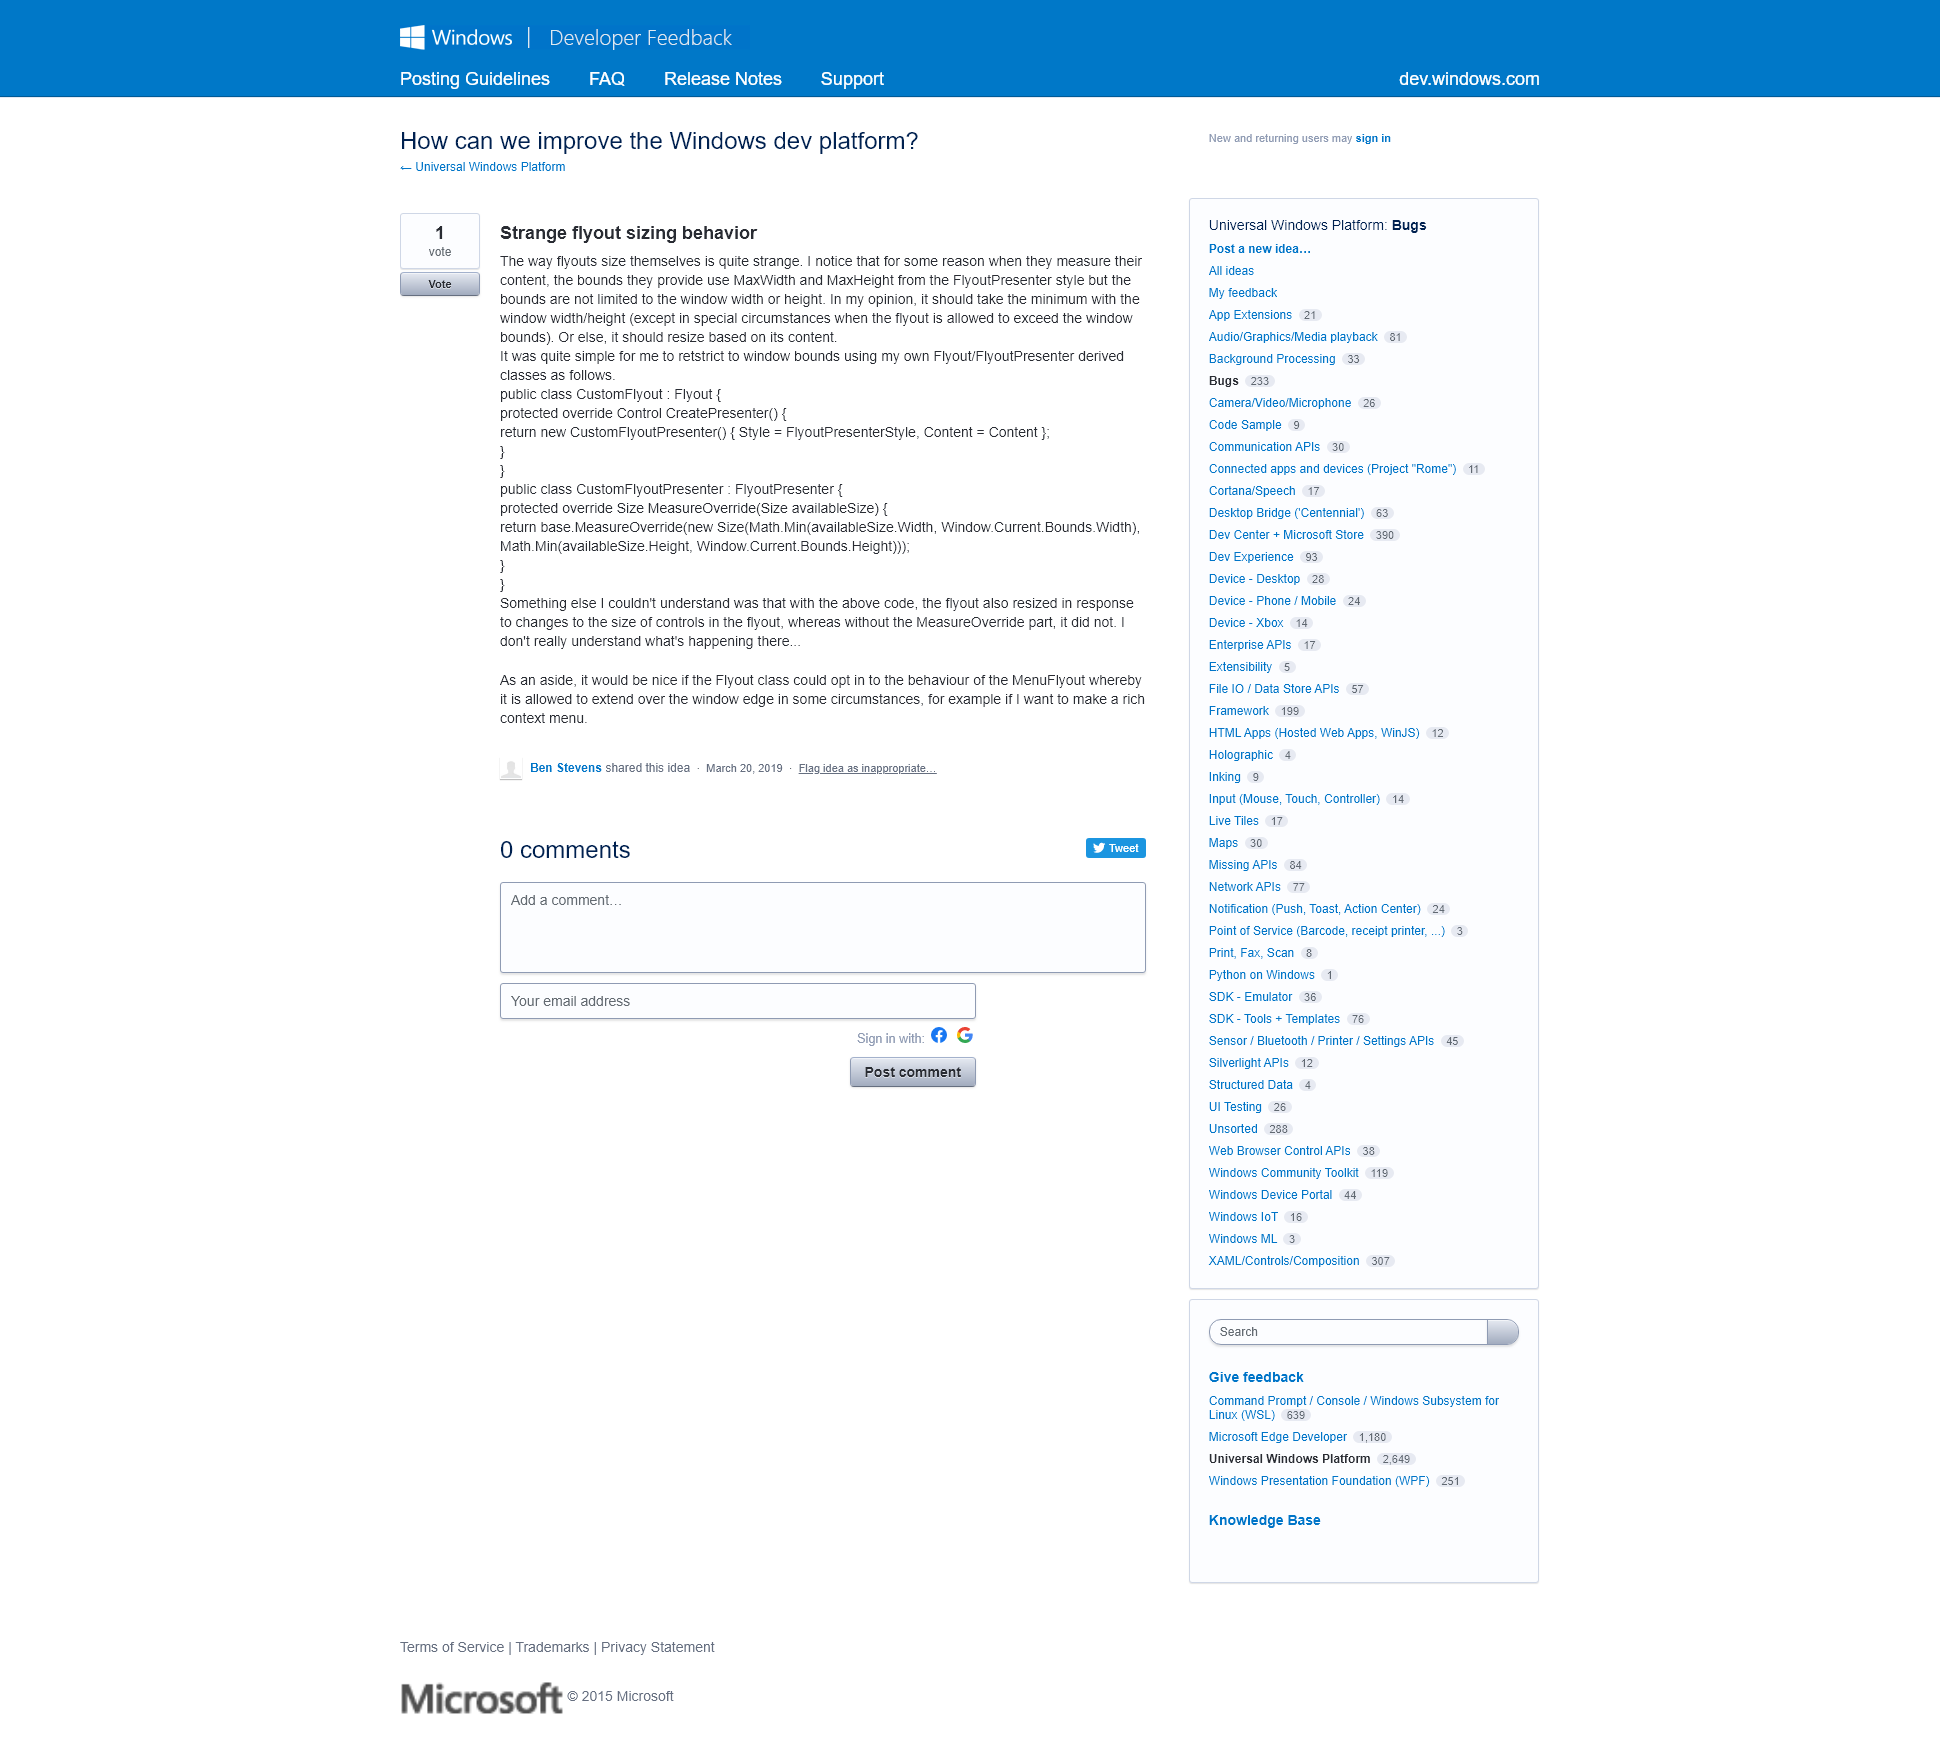 Windows | Developer Feedback
Posting Guidelines FAQ Release Notes Support dev.windows.com
How can we improve the Windows dev platform?
← Universal Windows Platform
New and returning users may sign in
1
vote
Vote
Strange flyout sizing behavior
The way flyouts size themselves is quite strange. I notice that for some reason when they measure their
content, the bounds they provide use MaxWidth and MaxHeight from the FlyoutPresenter style but the
bounds are not limited to the window width or height. In my opinion, it should take the minimum with the
window width/height (except in special circumstances when the flyout is allowed to exceed the window
bounds). Or else, it should resize based on its content.
It was quite simple for me to retstrict to window bounds using my own Flyout/FlyoutPresenter derived
classes as follows.
public class CustomFlyout : Flyout {
protected override Control CreatePresenter() {
return new CustomFlyoutPresenter() { Style = FlyoutPresenterStyle, Content = Content };
}
}
public class CustomFlyoutPresenter : FlyoutPresenter {
protected override Size MeasureOverride(Size availableSize) {
return base.MeasureOverride(new Size(Math.Min(availableSize.Width, Window.Current.Bounds.Width),
Math.Min(availableSize.Height, Window.Current.Bounds.Height)));
}
}
Something else I couldn't understand was that with the above code, the flyout also resized in response
to changes to the size of controls in the flyout, whereas without the MeasureOverride part, it did not. I
don't really understand what's happening there...
As an aside, it would be nice if the Flyout class could opt in to the behaviour of the MenuFlyout whereby
it is allowed to extend over the window edge in some circumstances, for example if I want to make a rich
context menu.
Ben Stevens shared this idea · March 20, 2019 · Flag idea as inappropriate…
0 comments
Tweet
Add a comment…
Your email address
Sign in with:
Post comment
Universal Windows Platform: Bugs
Post a new idea…
All ideas
My feedback
App Extensions 21
Audio/Graphics/Media playback 81
Background Processing 33
Bugs 233
Camera/Video/Microphone 26
Code Sample 9
Communication APIs 30
Connected apps and devices (Project "Rome") 11
Cortana/Speech 17
Desktop Bridge ('Centennial') 63
Dev Center + Microsoft Store 390
Dev Experience 93
Device - Desktop 28
Device - Phone / Mobile 24
Device - Xbox 14
Enterprise APIs 17
Extensibility 5
File IO / Data Store APIs 57
Framework 199
HTML Apps (Hosted Web Apps, WinJS) 12
Holographic 4
Inking 9
Input (Mouse, Touch, Controller) 14
Live Tiles 17
Maps 30
Missing APIs 84
Network APIs 77
Notification (Push, Toast, Action Center) 24
Point of Service (Barcode, receipt printer, ...) 3
Print, Fax, Scan 8
Python on Windows 1
SDK - Emulator 36
SDK - Tools + Templates 76
Sensor / Bluetooth / Printer / Settings APIs 45
Silverlight APIs 12
Structured Data 4
UI Testing 26
Unsorted 288
Web Browser Control APIs 38
Windows Community Toolkit 119
Windows Device Portal 44
Windows IoT 16
Windows ML 3
XAML/Controls/Composition 307
Search
Give feedback
Command Prompt / Console / Windows Subsystem for
Linux (WSL) 639
Microsoft Edge Developer 1,180
Universal Windows Platform 2,649
Windows Presentation Foundation (WPF) 251
Knowledge Base
Terms of Service | Trademarks | Privacy Statement
Microsoft © 2015 Microsoft